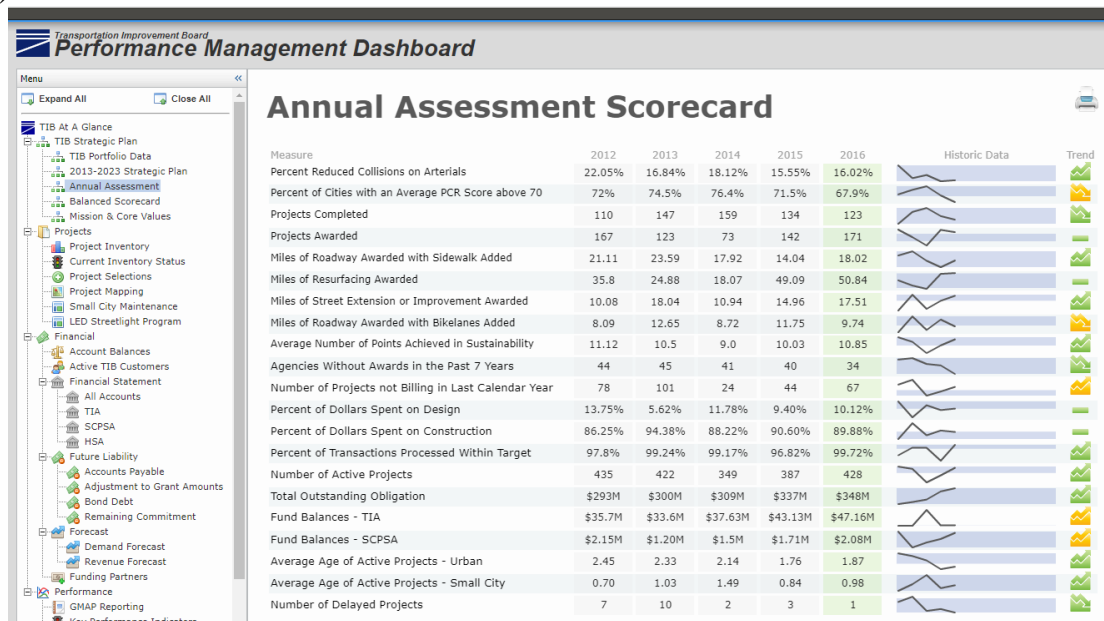 Transportation Improvement Board
Performance Management Dashboard
Menu «
Expand All Close All
TIB At A Glance
TIB Strategic Plan
TIB Portfolio Data
2013-2023 Strategic Plan
Annual Assessment
Balanced Scorecard
Mission & Core Values
Projects
Project Inventory
Current Inventory Status
Project Selections
Project Mapping
Small City Maintenance
LED Streetlight Program
Financial
Account Balances
Active TIB Customers
Financial Statement
All Accounts
TIA
SCPSA
HSA
Future Liability
Accounts Payable
Adjustment to Grant Amounts
Bond Debt
Remaining Commitment
Forecast
Demand Forecast
Revenue Forecast
Funding Partners
Performance
GMAP Reporting
Key Performance Indicators
Annual Assessment Scorecard
Measure 2012 2013 2014 2015 2016 Historic Data Trend
Percent Reduced Collisions on Arterials 22.05% 16.84% 18.12% 15.55% 16.02%
Percent of Cities with an Average PCR Score above 70 72% 74.5% 76.4% 71.5% 67.9%
Projects Completed 110 147 159 134 123
Projects Awarded 167 123 73 142 171
Miles of Roadway Awarded with Sidewalk Added 21.11 23.59 17.92 14.04 18.02
Miles of Resurfacing Awarded 35.8 24.88 18.07 49.09 50.84
Miles of Street Extension or Improvement Awarded 10.08 18.04 10.94 14.96 17.51
Miles of Roadway Awarded with Bikelanes Added 8.09 12.65 8.72 11.75 9.74
Average Number of Points Achieved in Sustainability 11.12 10.5 9.0 10.03 10.85
Agencies Without Awards in the Past 7 Years 44 45 41 40 34
Number of Projects not Billing in Last Calendar Year 78 101 24 44 67
Percent of Dollars Spent on Design 13.75% 5.62% 11.78% 9.40% 10.12%
Percent of Dollars Spent on Construction 86.25% 94.38% 88.22% 90.60% 89.88%
Percent of Transactions Processed Within Target 97.8% 99.24% 99.17% 96.82% 99.72%
Number of Active Projects 435 422 349 387 428
Total Outstanding Obligation $293M $300M $309M $337M $348M
Fund Balances - TIA $35.7M $33.6M $37.63M $43.13M $47.16M
Fund Balances - SCPSA $2.15M $1.20M $1.5M $1.71M $2.08M
Average Age of Active Projects - Urban 2.45 2.33 2.14 1.76 1.87
Average Age of Active Projects - Small City 0.70 1.03 1.49 0.84 0.98
Number of Delayed Projects 7 10 2 3 1